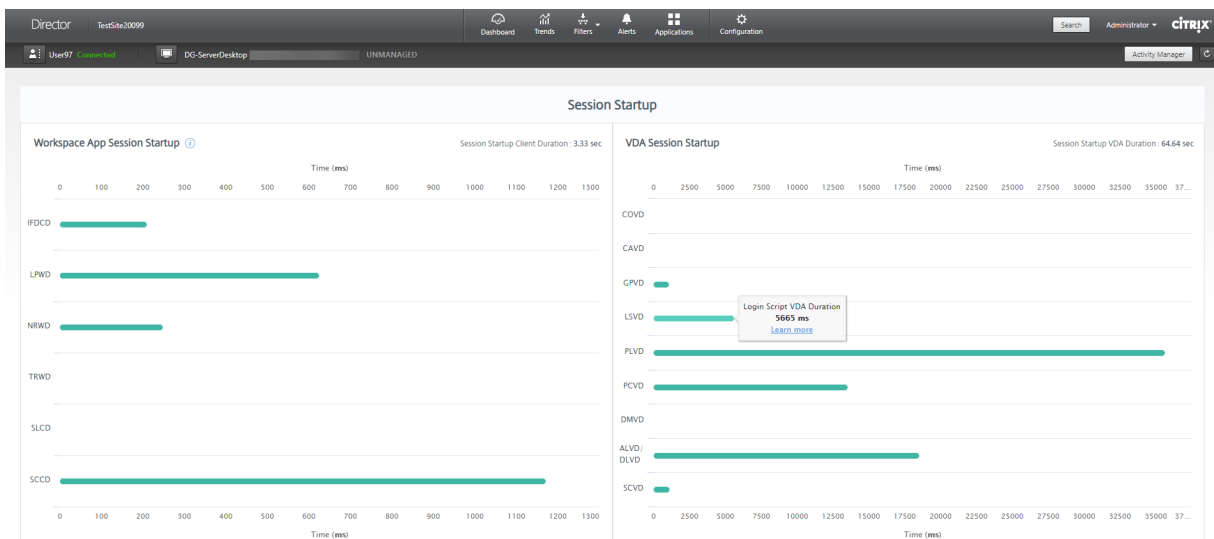 Director TestSite20099 Dashboard Trends Filters Alerts Applications Configuration Search Administrator CİTRIX
User97 Connected DG-ServerDesktop UNMANAGED Activity Manager
Session Startup
Workspace App Session Startup Session Startup Client Duration : 3.33 sec
Time (ms)
0 100 200 300 400 500 600 700 800 900 1000 1100 1200 1300
IFDCD
LPWD
NRWD
TRWD
SLCD
SCCD
0 100 200 300 400 500 600 700 800 900 1000 1100 1200 1300
Time (ms)
VDA Session Startup Session Startup VDA Duration : 64.64 sec
Time (ms)
0 2500 5000 7500 10000 12500 15000 17500 20000 22500 25000 27500 30000 32500 35000 37...
COVD
CAVD
GPVD
LSVD
Login Script VDA Duration
5665 ms
Learn more
PLVD
PCVD
DMVD
ALVD/
DLVD
SCVD
0 2500 5000 7500 10000 12500 15000 17500 20000 22500 25000 27500 30000 32500 35000 37...
Time (ms)